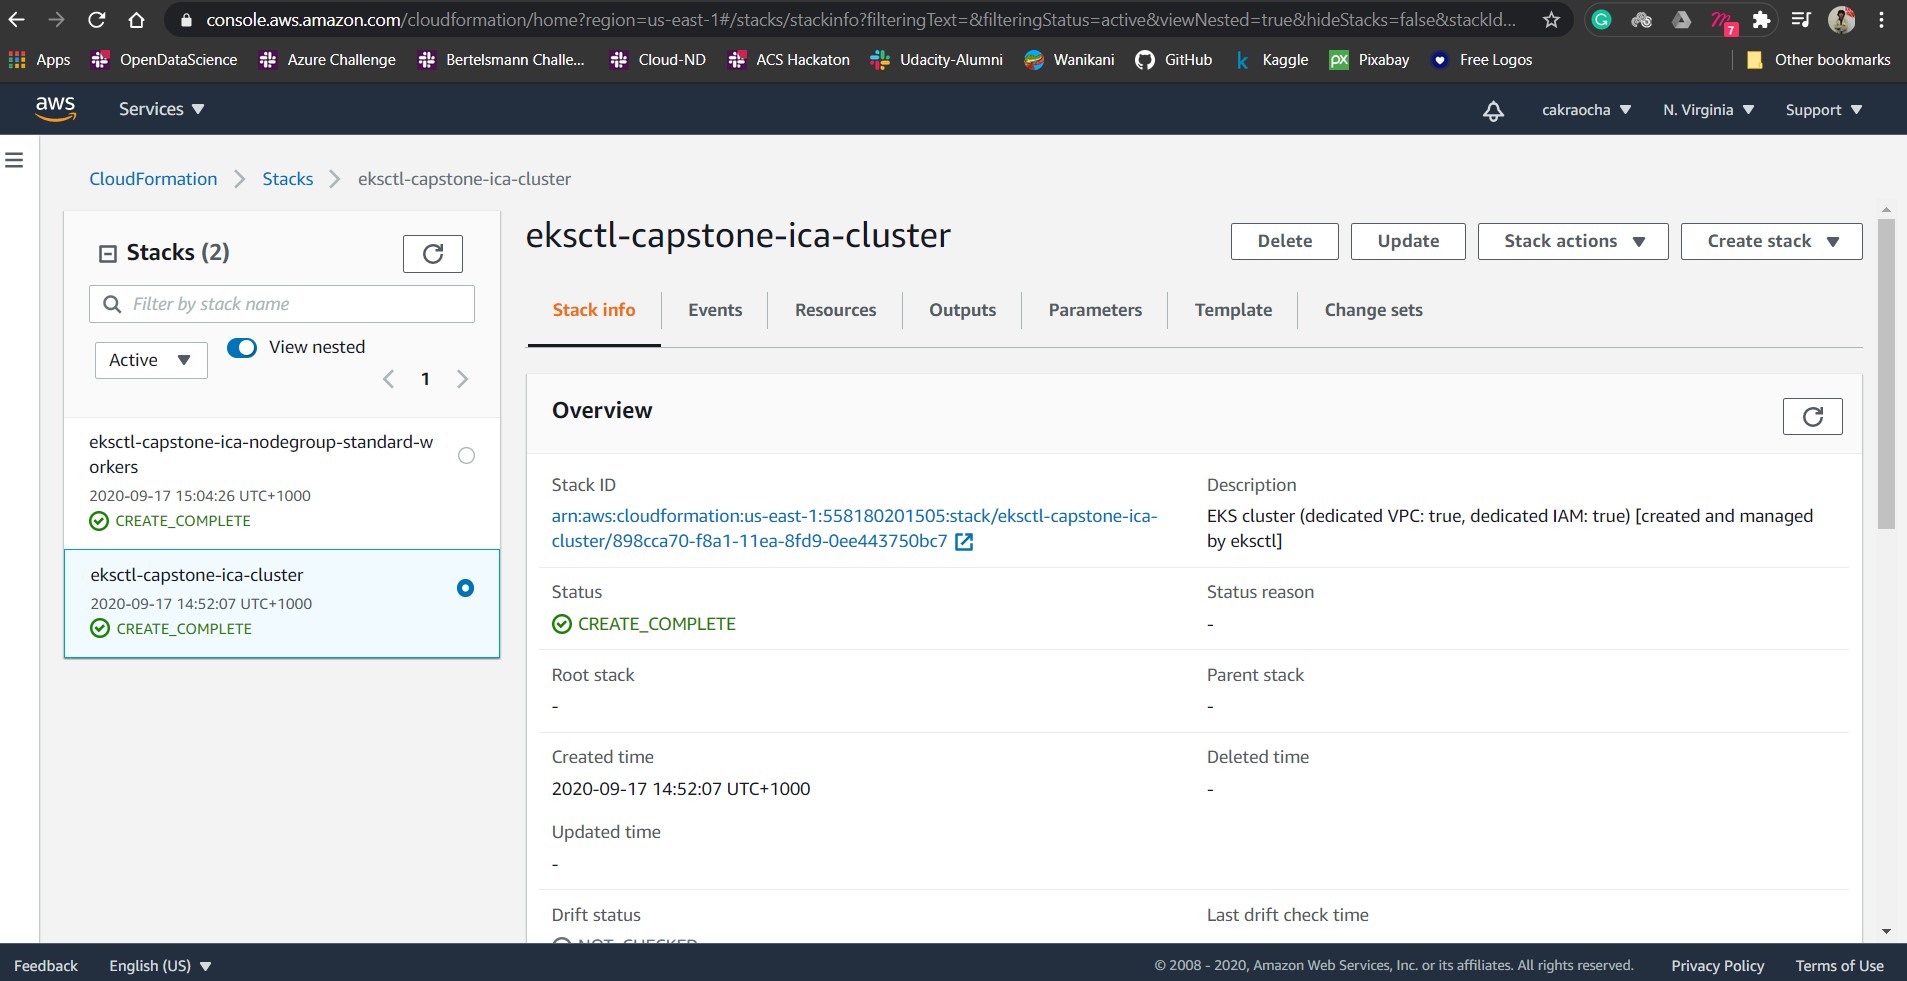 console.aws.amazon.com/cloudformation/home?region=us-east-1#/stacks/stackinfo?filteringText=&filteringStatus=active&viewNested=true&hideStacks=false&stackId...
7
Apps OpenDataScience Azure Challenge Bertelsmann Challe... Cloud-ND ACS Hackaton Udacity-Alumni Wanikani GitHub Kaggle Pixabay Free Logos Other bookmarks
aws Services cakraocha N. Virginia Support
CloudFormation Stacks eksctl-capstone-ica-cluster
Stacks (2)
Filter by stack name
Active View nested
1
eksctl-capstone-ica-nodegroup-standard-w
orkers
2020-09-17 15:04:26 UTC+1000
CREATE_COMPLETE
eksctl-capstone-ica-cluster
2020-09-17 14:52:07 UTC+1000
CREATE_COMPLETE
eksctl-capstone-ica-cluster
Delete Update Stack actions Create stack
Stack info Events Resources Outputs Parameters Template Change sets
Overview
Stack ID
arn:aws:cloudformation:us-east-1:558180201505:stack/eksctl-capstone-ica-
cluster/898cca70-f8a1-11ea-8fd9-0ee443750bc7
Description
EKS cluster (dedicated VPC: true, dedicated IAM: true) [created and managed
by eksctl]
Status
CREATE_COMPLETE
Status reason
-
Root stack
-
Parent stack
-
Created time
2020-09-17 14:52:07 UTC+1000
Deleted time
-
Updated time
-
Drift status
NOT_CHECKED
Last drift check time
Feedback English (US) © 2008 - 2020, Amazon Web Services, Inc. or its affiliates. All rights reserved. Privacy Policy Terms of Use